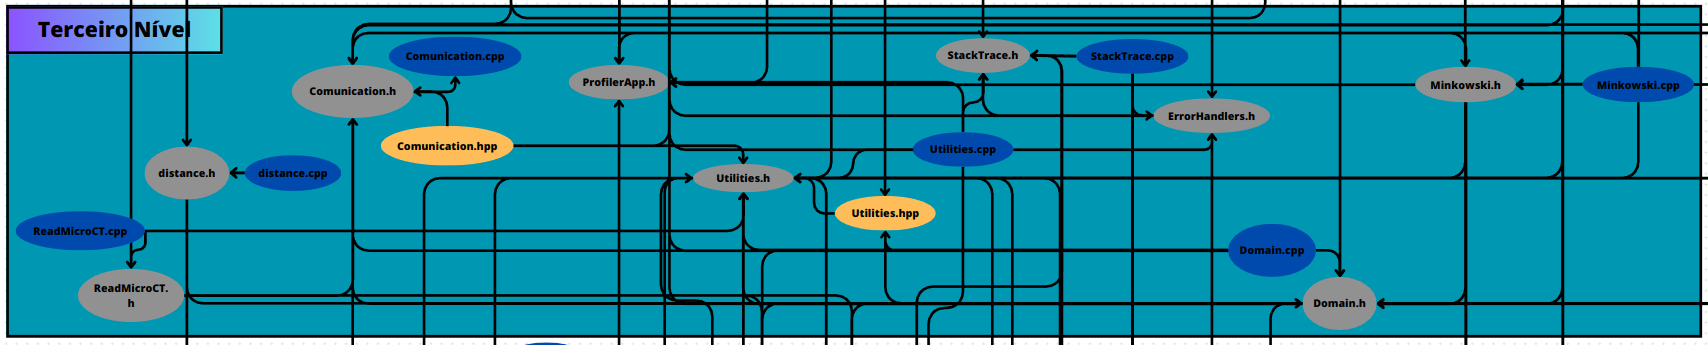 Terceiro Nível
Comunication.cpp
StackTrace.h
StackTrace.cpp
ProfilerApp.h
Minkowski.h
Minkowski.cpp
Comunication.h
ErrorHandlers.h
Comunication.hpp
Utilities.cpp
distance.h
distance.cpp
Utilities.h
Utilities.hpp
ReadMicroCT.cpp
Domain.cpp
ReadMicroCT.
h
Domain.h